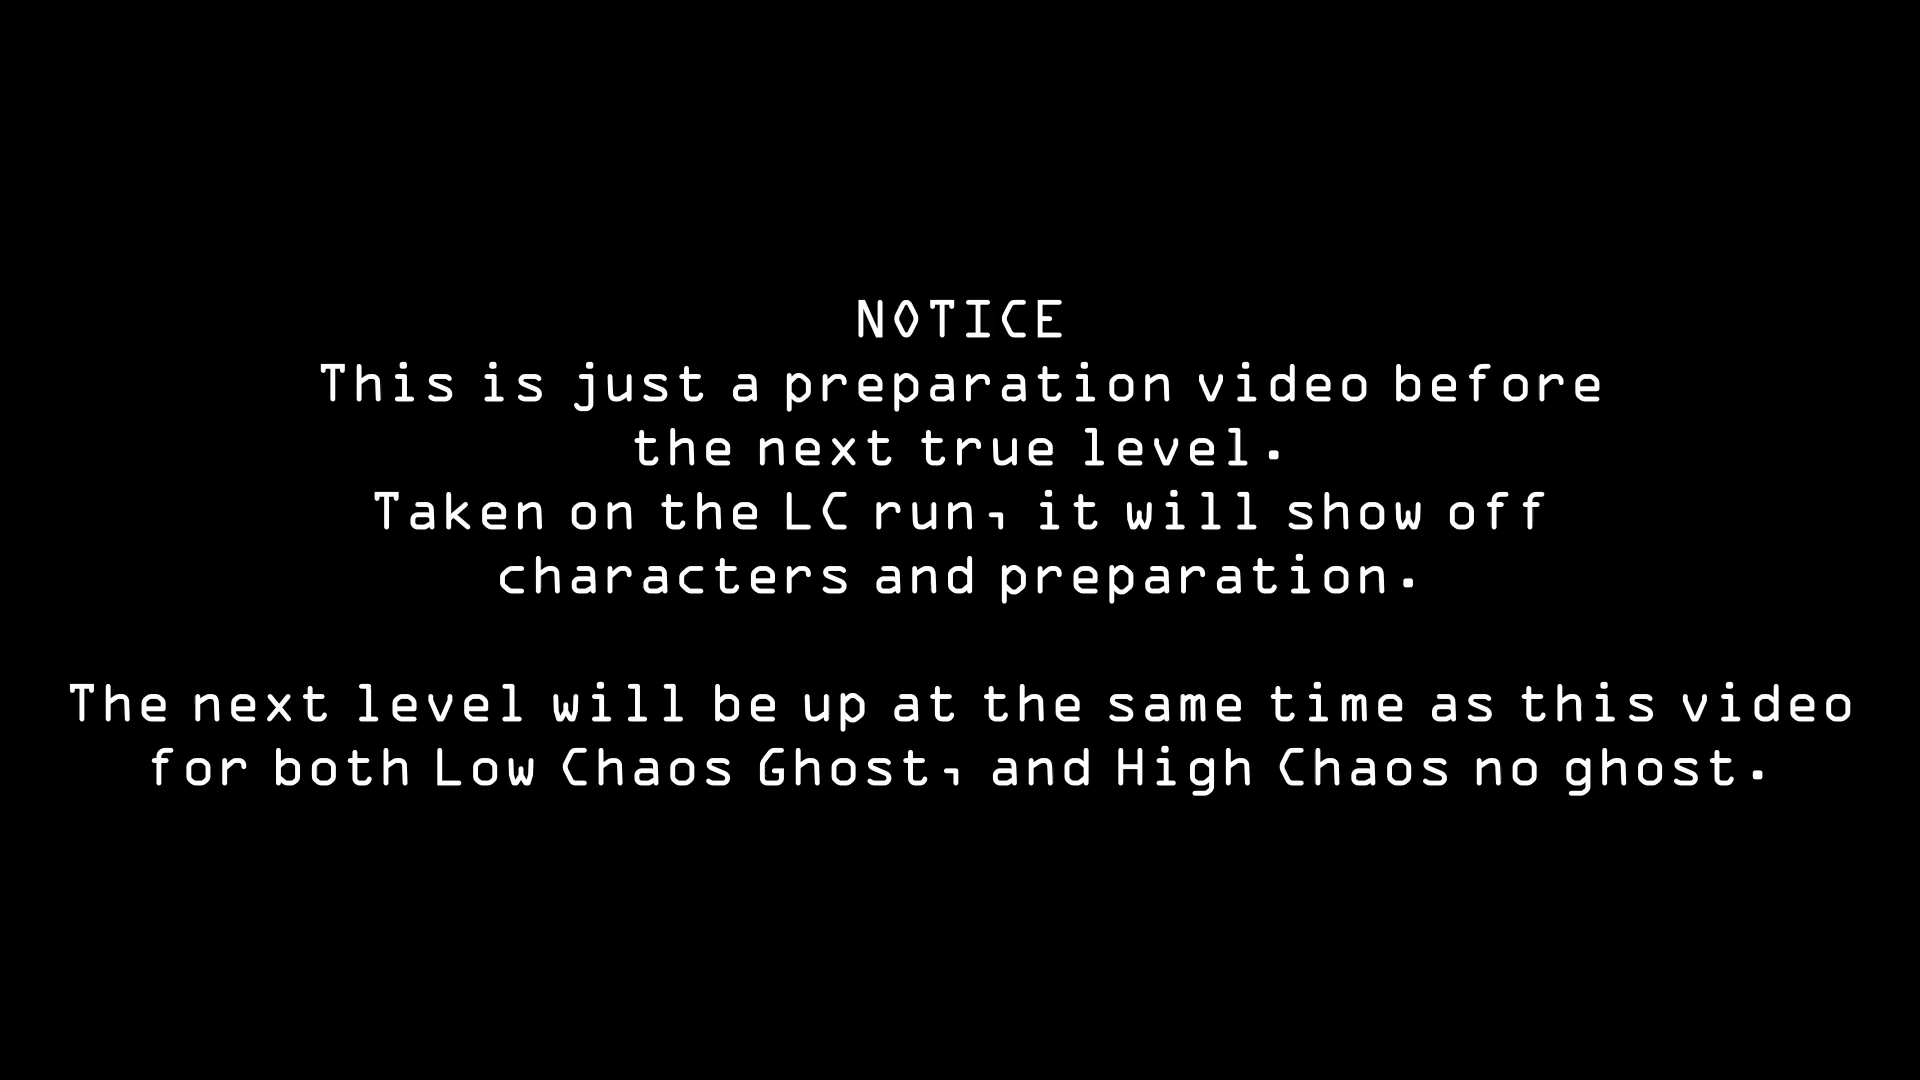 NOTICE
This is just a preparation video before
the next true level.
Taken on the LC run, it will show off
characters and preparation.
The next level will be up at the same time as this video
for both Low Chaos Ghost, and High Chaos no ghost.